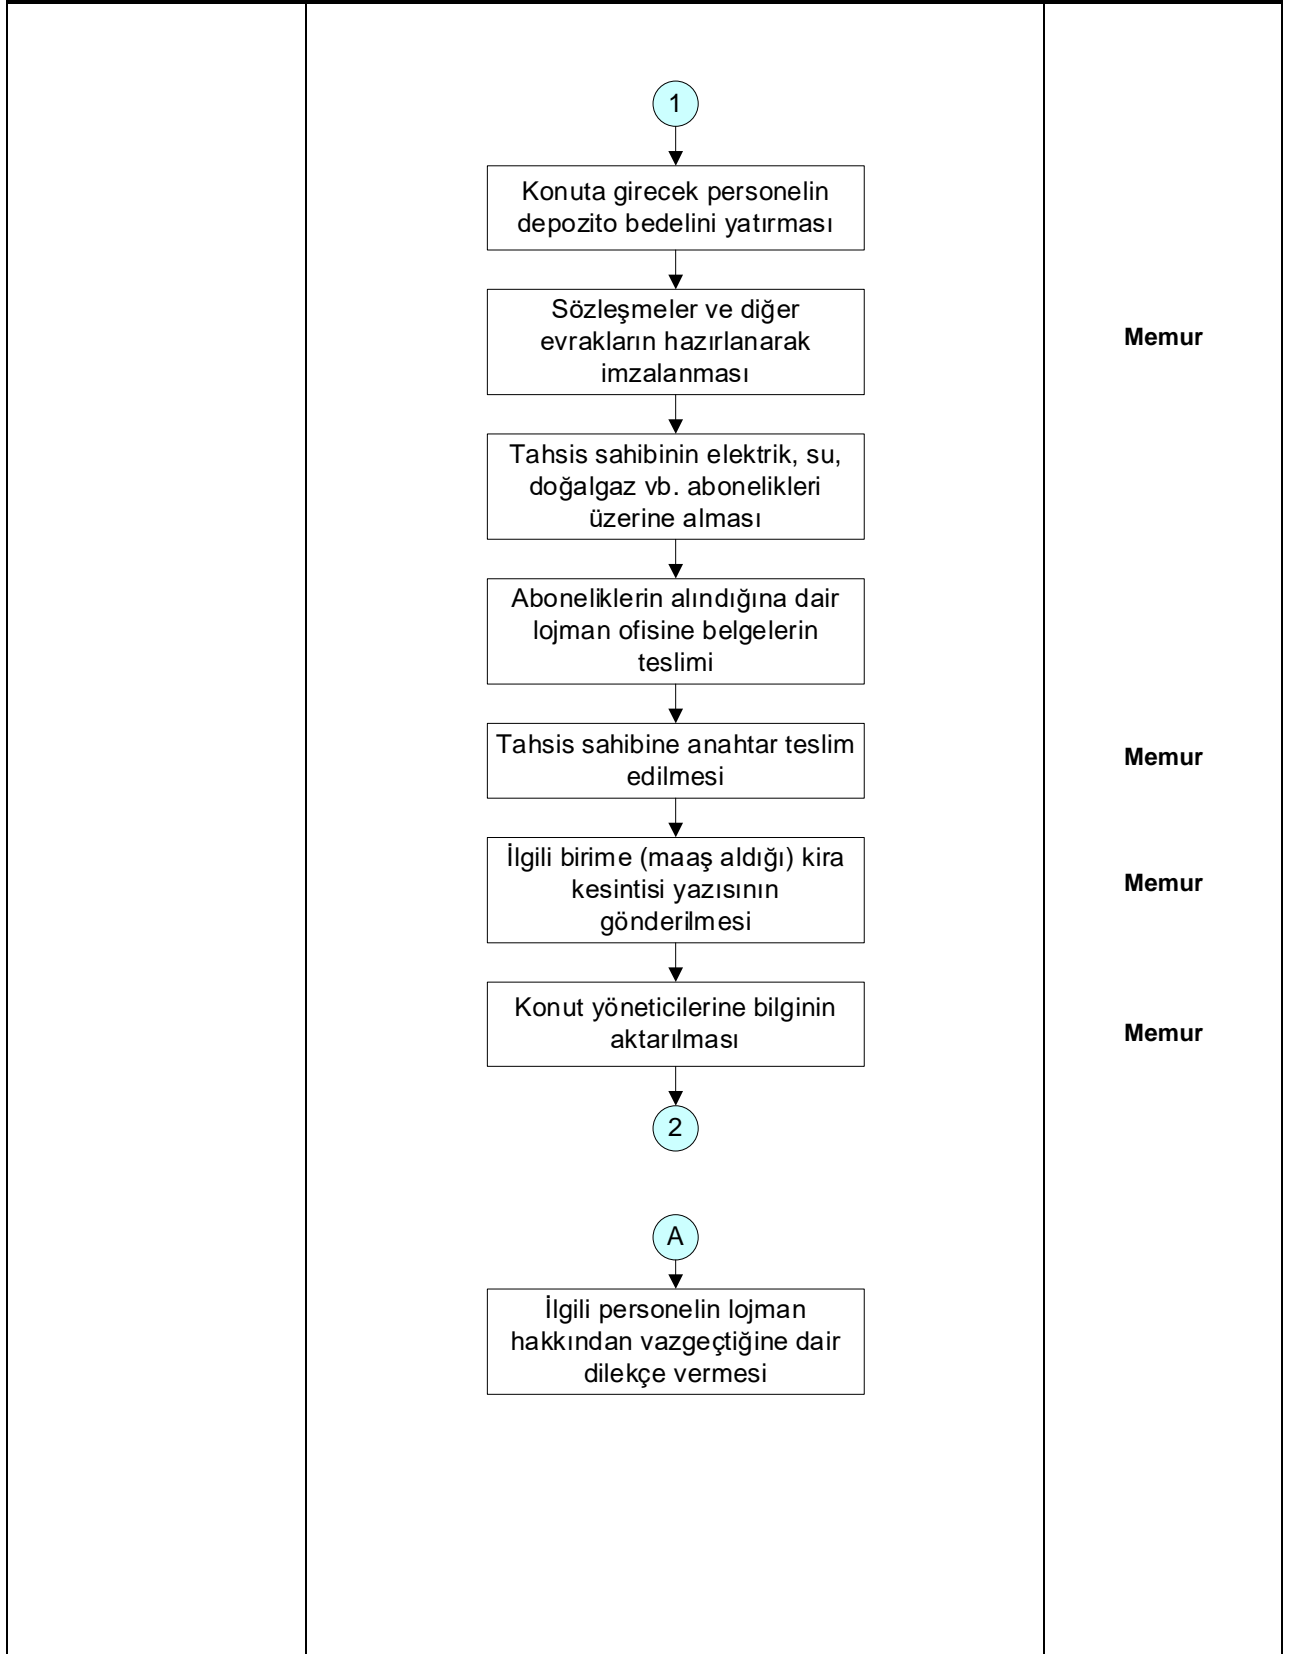 1
Konuta girecek personelin
depozito bedelini yatırması
Sözleşmeler ve diğer
evrakların hazırlanarak
imzalanması
Memur
Tahsis sahibinin elektrik, su,
doğalgaz vb. abonelikleri
üzerine alması
Aboneliklerin alındığına dair
lojman ofisine belgelerin
teslimi
Tahsis sahibine anahtar teslim
edilmesi
Memur
İlgili birime (maaş aldığı) kira
kesintisi yazısının
gönderilmesi
Memur
Konut yöneticilerine bilginin
aktarılması
Memur
2
A
İlgili personelin lojman
hakkından vazgeçtiğine dair
dilekçe vermesi